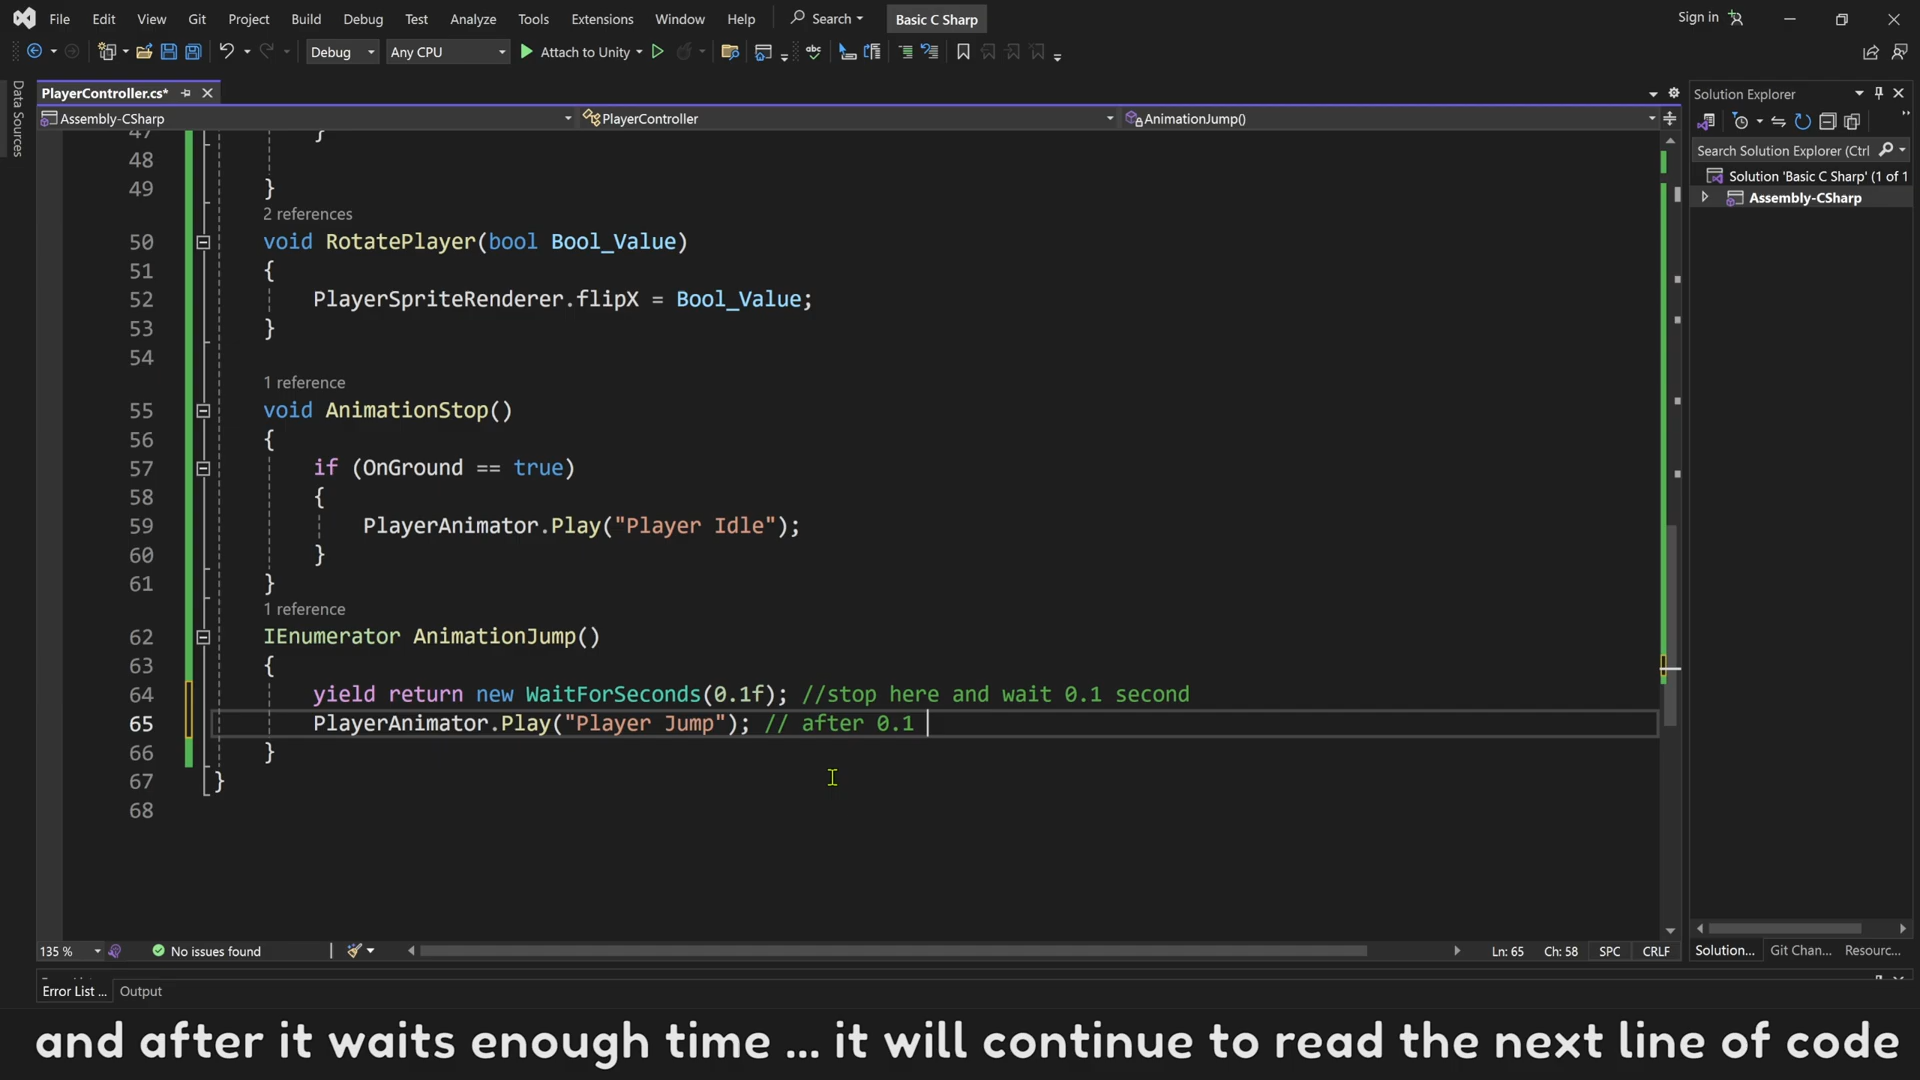 File Edit View Git Project Build Debug Test Analyze Tools Extensions Window Help Search Basic C Sharp Sign in
Debug Any CPU Attach to Unity
Data Sources
PlayerController.cs*
Solution Explorer
Assembly-CSharp PlayerController AnimationJump()
Search Solution Explorer (Ctrl
Solution 'Basic C Sharp' (1 of 1
Assembly-CSharp
47 }
48
49 }
2 references
50 void RotatePlayer(bool Bool_Value)
51 {
52 PlayerSpriteRenderer.flipX = Bool_Value;
53 }
54
1 reference
55 void AnimationStop()
56 {
57 if (OnGround == true)
58 {
59 PlayerAnimator.Play("Player Idle");
60 }
61 }
1 reference
62 IEnumerator AnimationJump()
63 {
64 yield return new WaitForSeconds(0.1f); //stop here and wait 0.1 second
65 PlayerAnimator.Play("Player Jump"); // after 0.1
66 }
67 }
68
135 % No issues found Ln: 65 Ch: 58 SPC CRLF
Solution... Git Chan... Resourc...
Error List ... Output
and after it waits enough time ... it will continue to read the next line of code